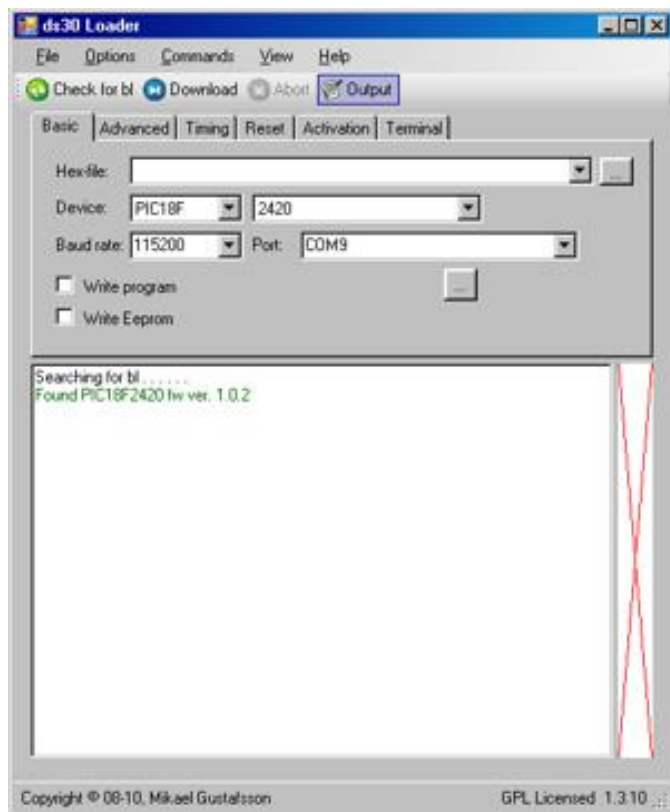 ds30 Loader
File Options Commands View Help
Check for bl Download Abort Output
Basic Advanced Timing Reset Activation Terminal
Hex-file: ...
Device: PIC18F 2420
Baud rate: 115200 Port: COM9
Write program ...
Write Eeprom
Searching for bl . . . . . .
Found PIC18F2420 fw ver. 1.0.2
Copyright © 08-10, Mikael Gustafsson GPL Licensed 1.3.10